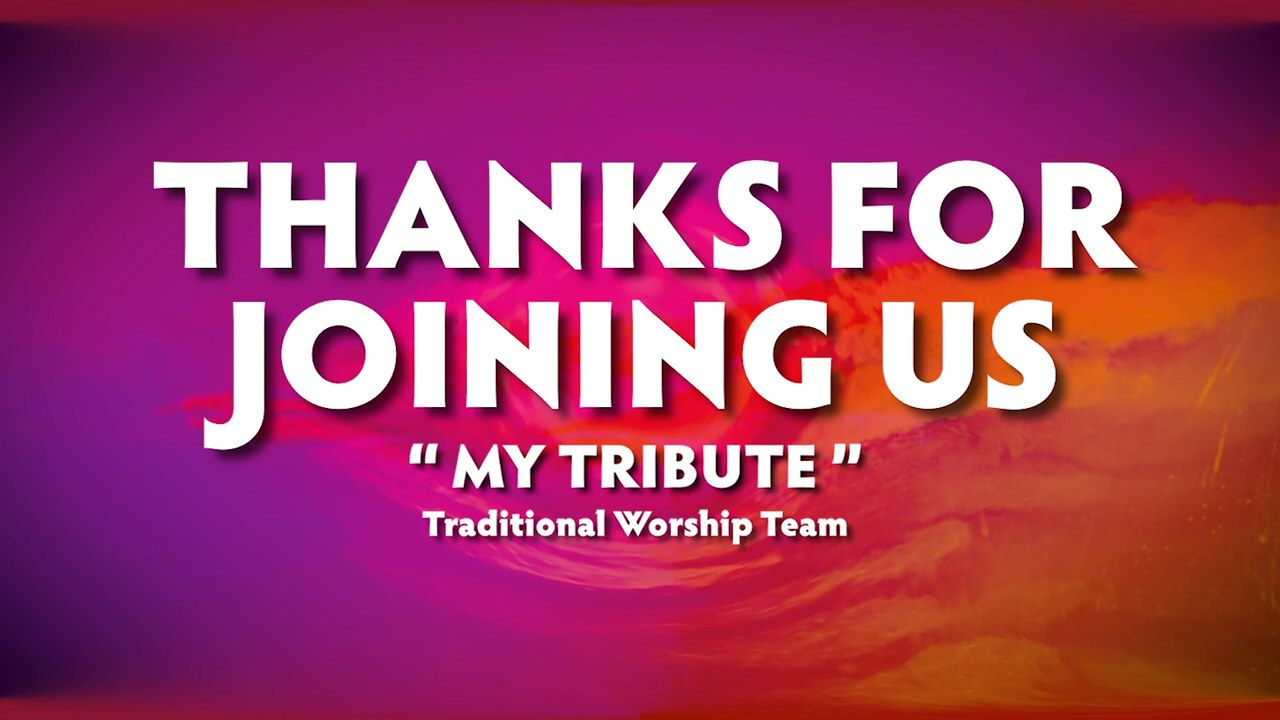 THANKS FOR
JOINING US
“ MY TRIBUTE ”
Traditional Worship Team